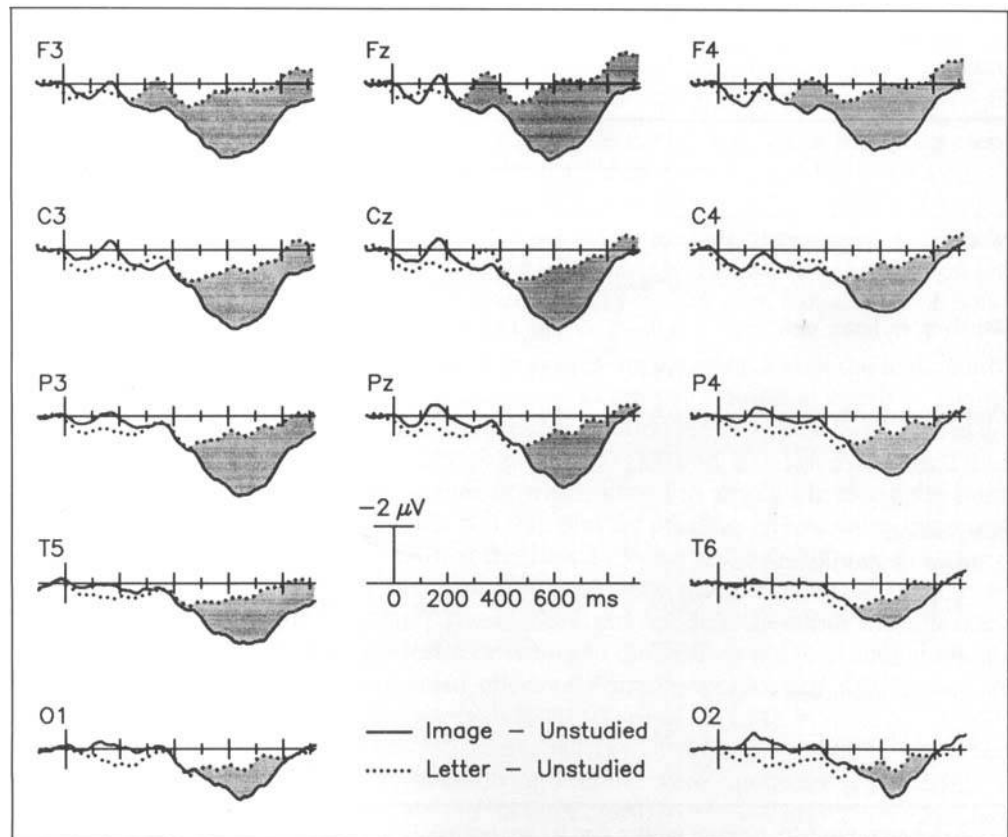 F3 Fz F4
C3 Cz C4
P3 Pz P4
−2 μV
T5 T6
0 200 400 600 ms
O1 O2
Image − Unstudied
Letter − Unstudied